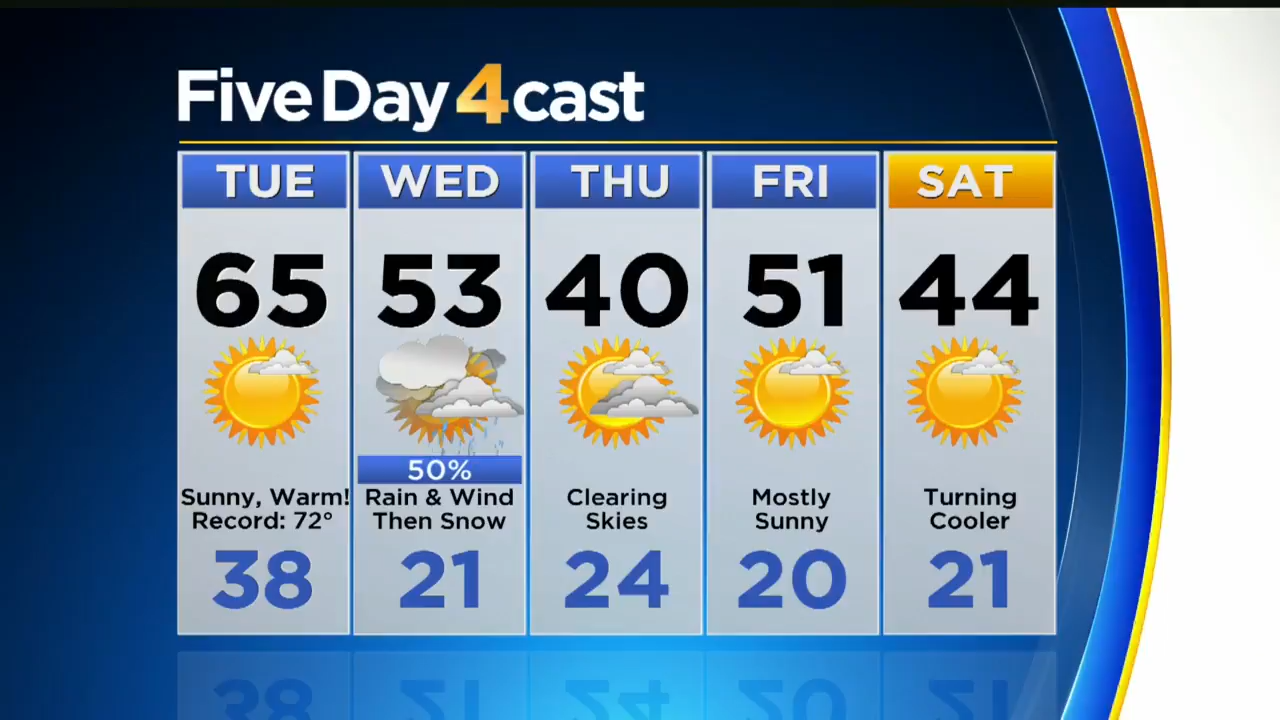 Five Day 4cast
TUE WED THU FRI SAT
65 53 40 51 44
50%
Sunny, Warm!
Record: 72°
Rain & Wind
Then Snow
Clearing
Skies
Mostly
Sunny
Turning
Cooler
38 21 24 20 21